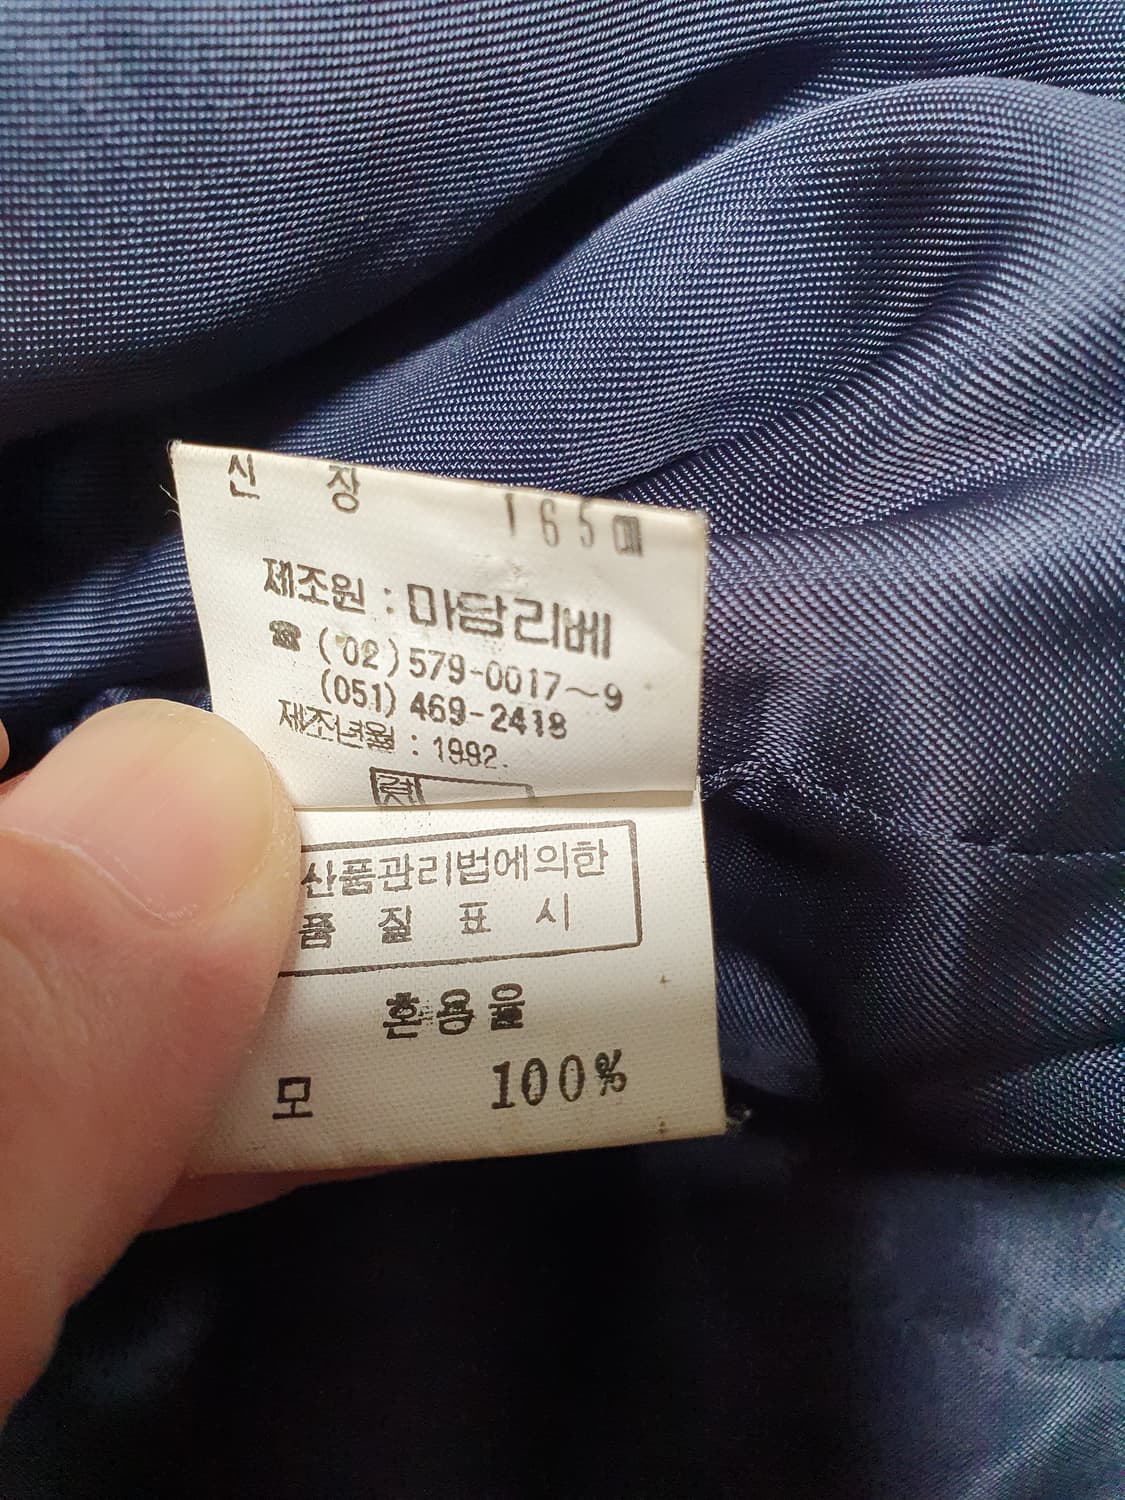 신 장 165㎝
제조원 : 마담리베
☎ (02) 579-0017~9
(051) 469-2418
제조년월 : 1992.
검
산품관리법에의한
품 질 표 시
혼용율
모 100%